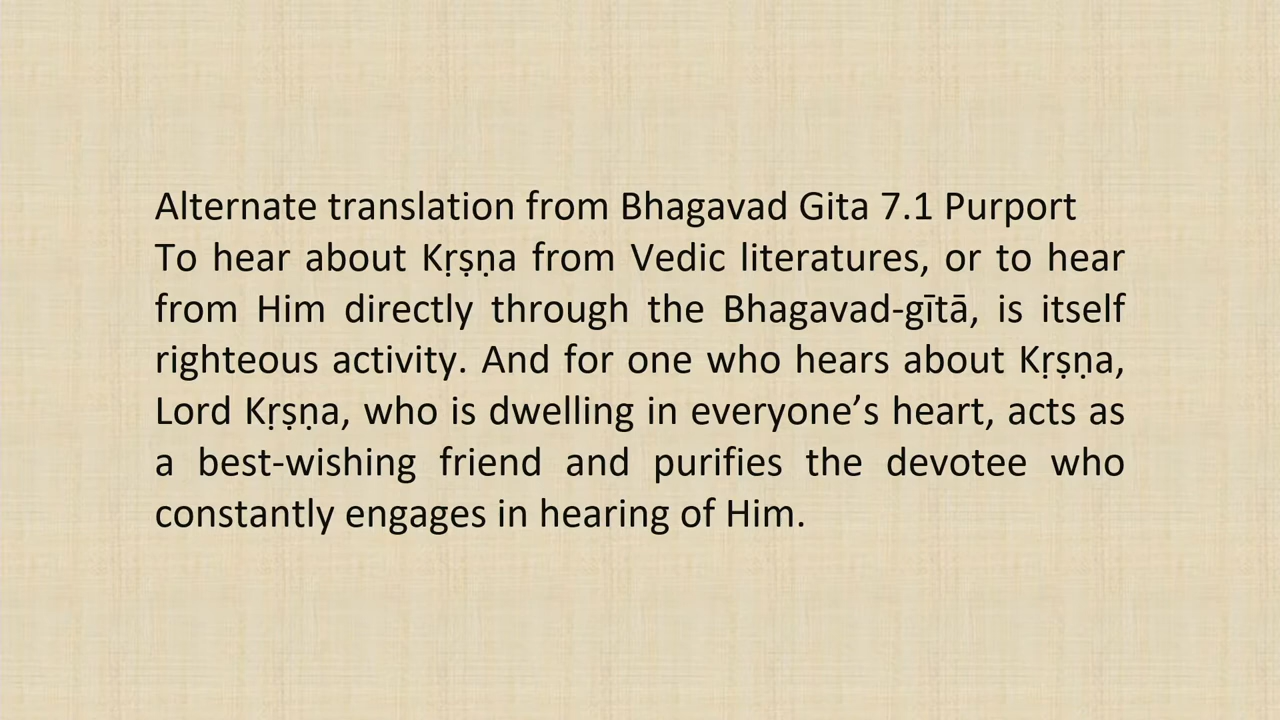 Alternate translation from Bhagavad Gita 7.1 Purport
To hear about Kṛṣṇa from Vedic literatures, or to hear
from Him directly through the Bhagavad-gītā, is itself
righteous activity. And for one who hears about Kṛṣṇa,
Lord Kṛṣṇa, who is dwelling in everyone’s heart, acts as
a best-wishing friend and purifies the devotee who
constantly engages in hearing of Him.